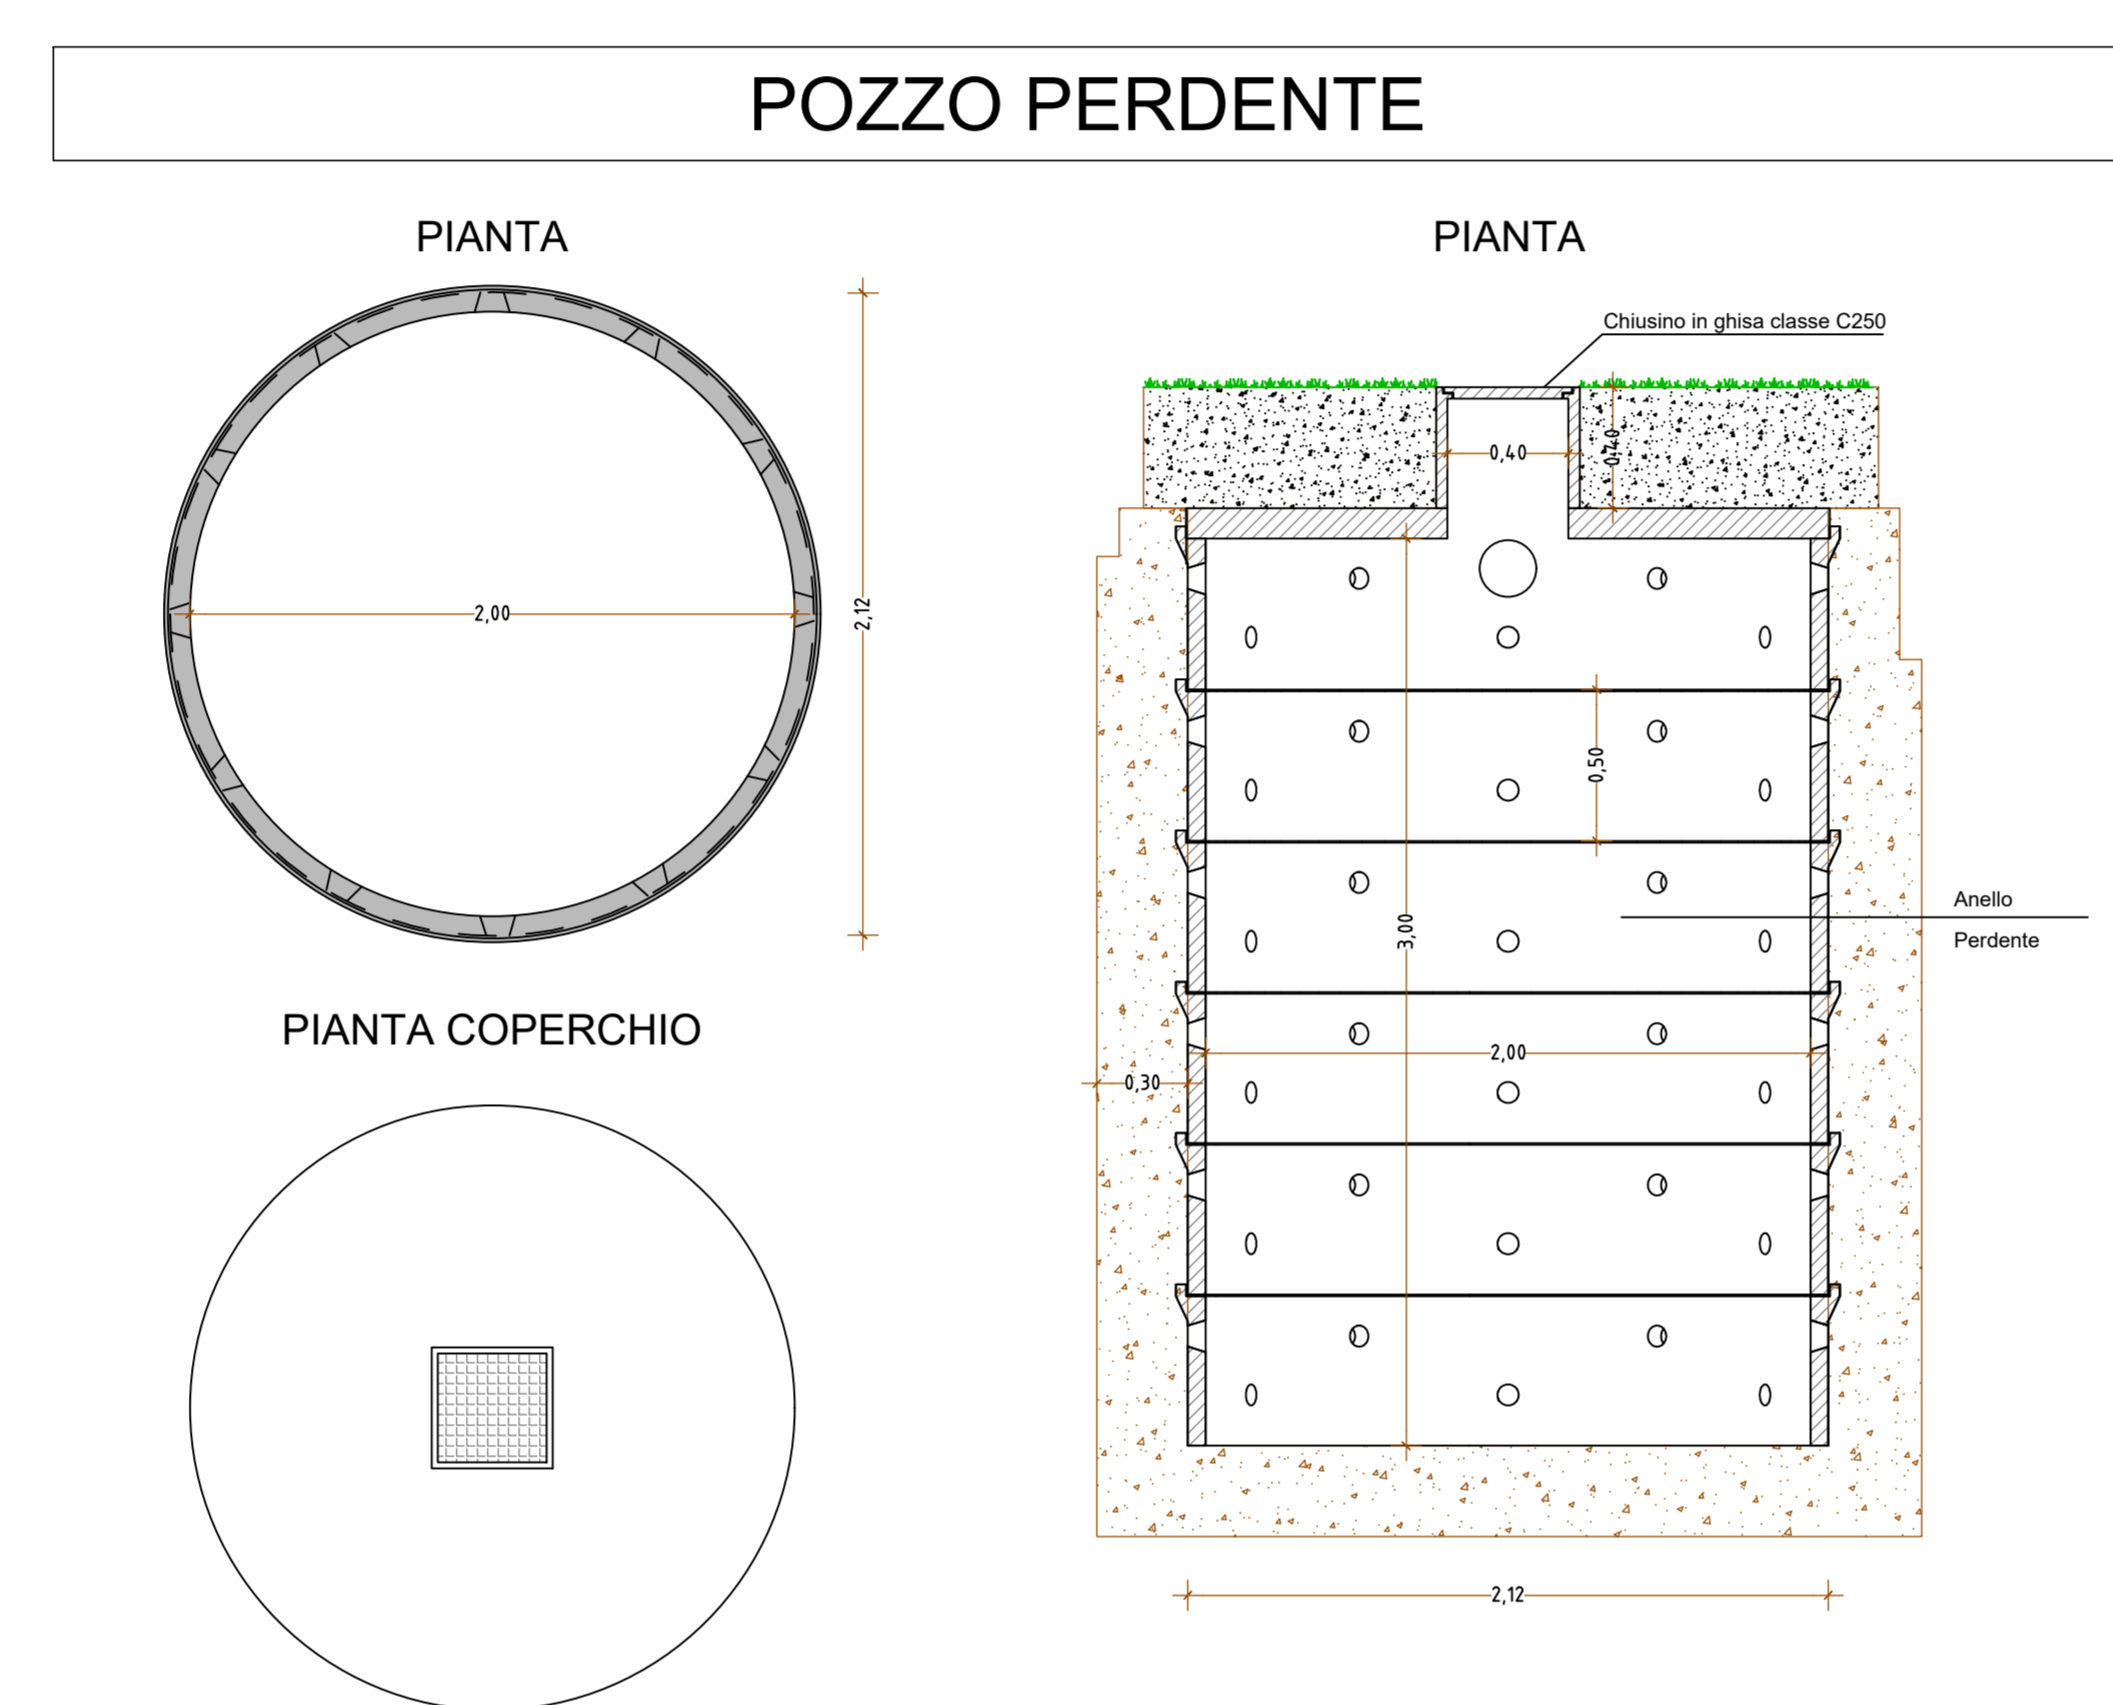 POZZO PERDENTE
PIANTA
2,00
2,12
PIANTA COPERCHIO
PIANTA
Chiusino in ghisa classe C250
0,40
0,40
0,50
3,00
Anello
Perdente
2,00
0,30
2,12